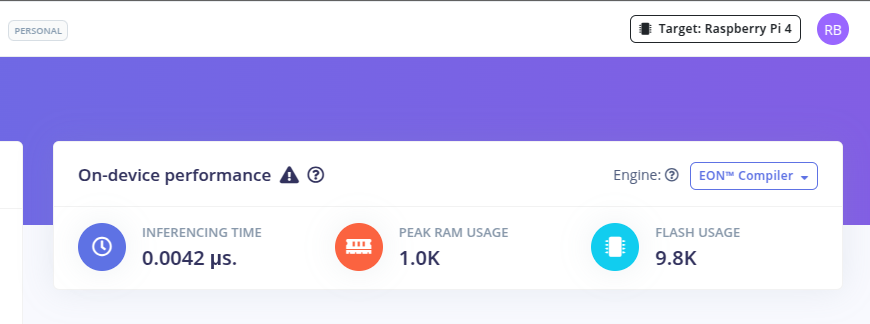 PERSONAL
Target: Raspberry Pi 4
RB
On-device performance
Engine:
EON™ Compiler
INFERENCING TIME
0.0042 µs.
PEAK RAM USAGE
1.0K
FLASH USAGE
9.8K